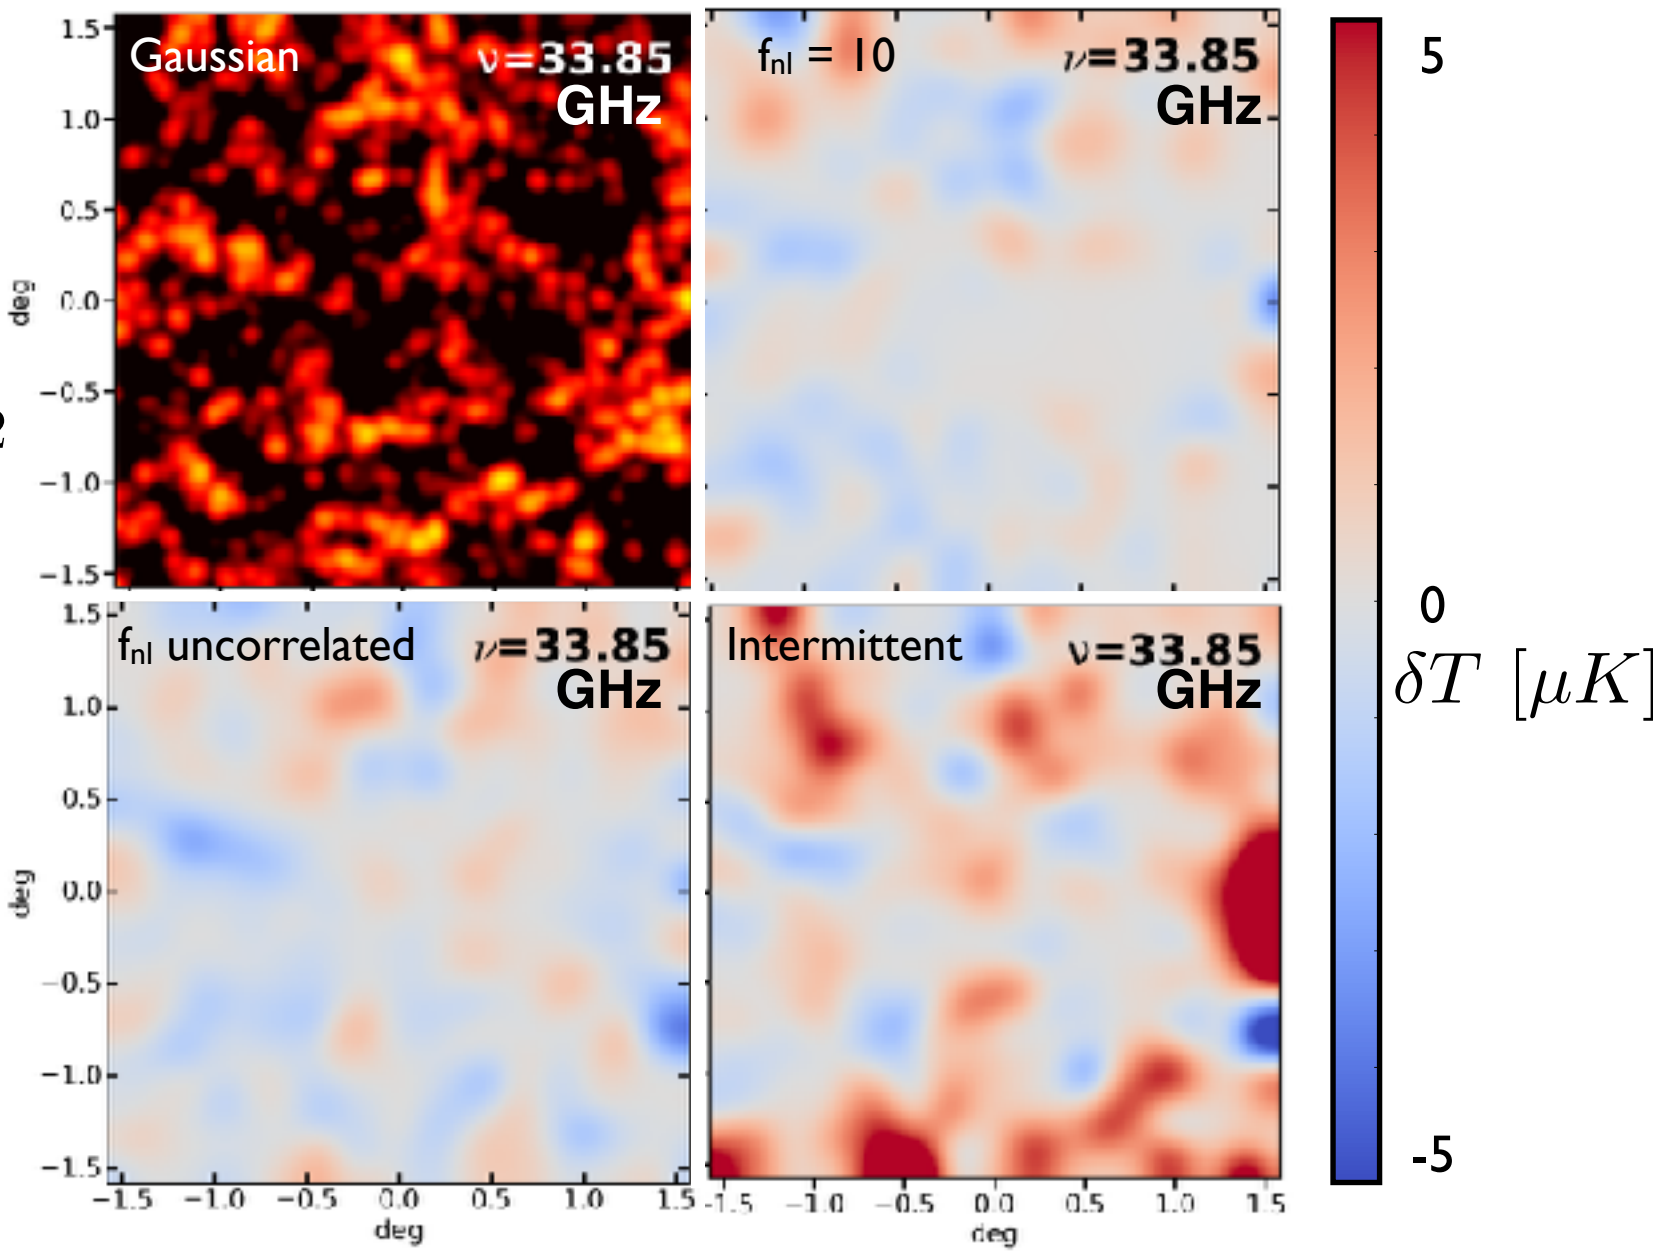 Gaussian
ν=33.85
GHz
f_nl = 10
ν=33.85
GHz
5
1.5
1.0
0.5
0.0
−0.5
−1.0
−1.5
deg
f_nl uncorrelated
ν=33.85
GHz
Intermittent
ν=33.85
GHz
0
δT [μK]
1.5
1.0
0.5
0.0
−0.5
−1.0
−1.5
deg
-5
−1.5 −1.0 −0.5 0.0 0.5 1.0 1.5
deg
-1.5 −1.0 −0.5 0.0 0.5 1.0 1.5
deg